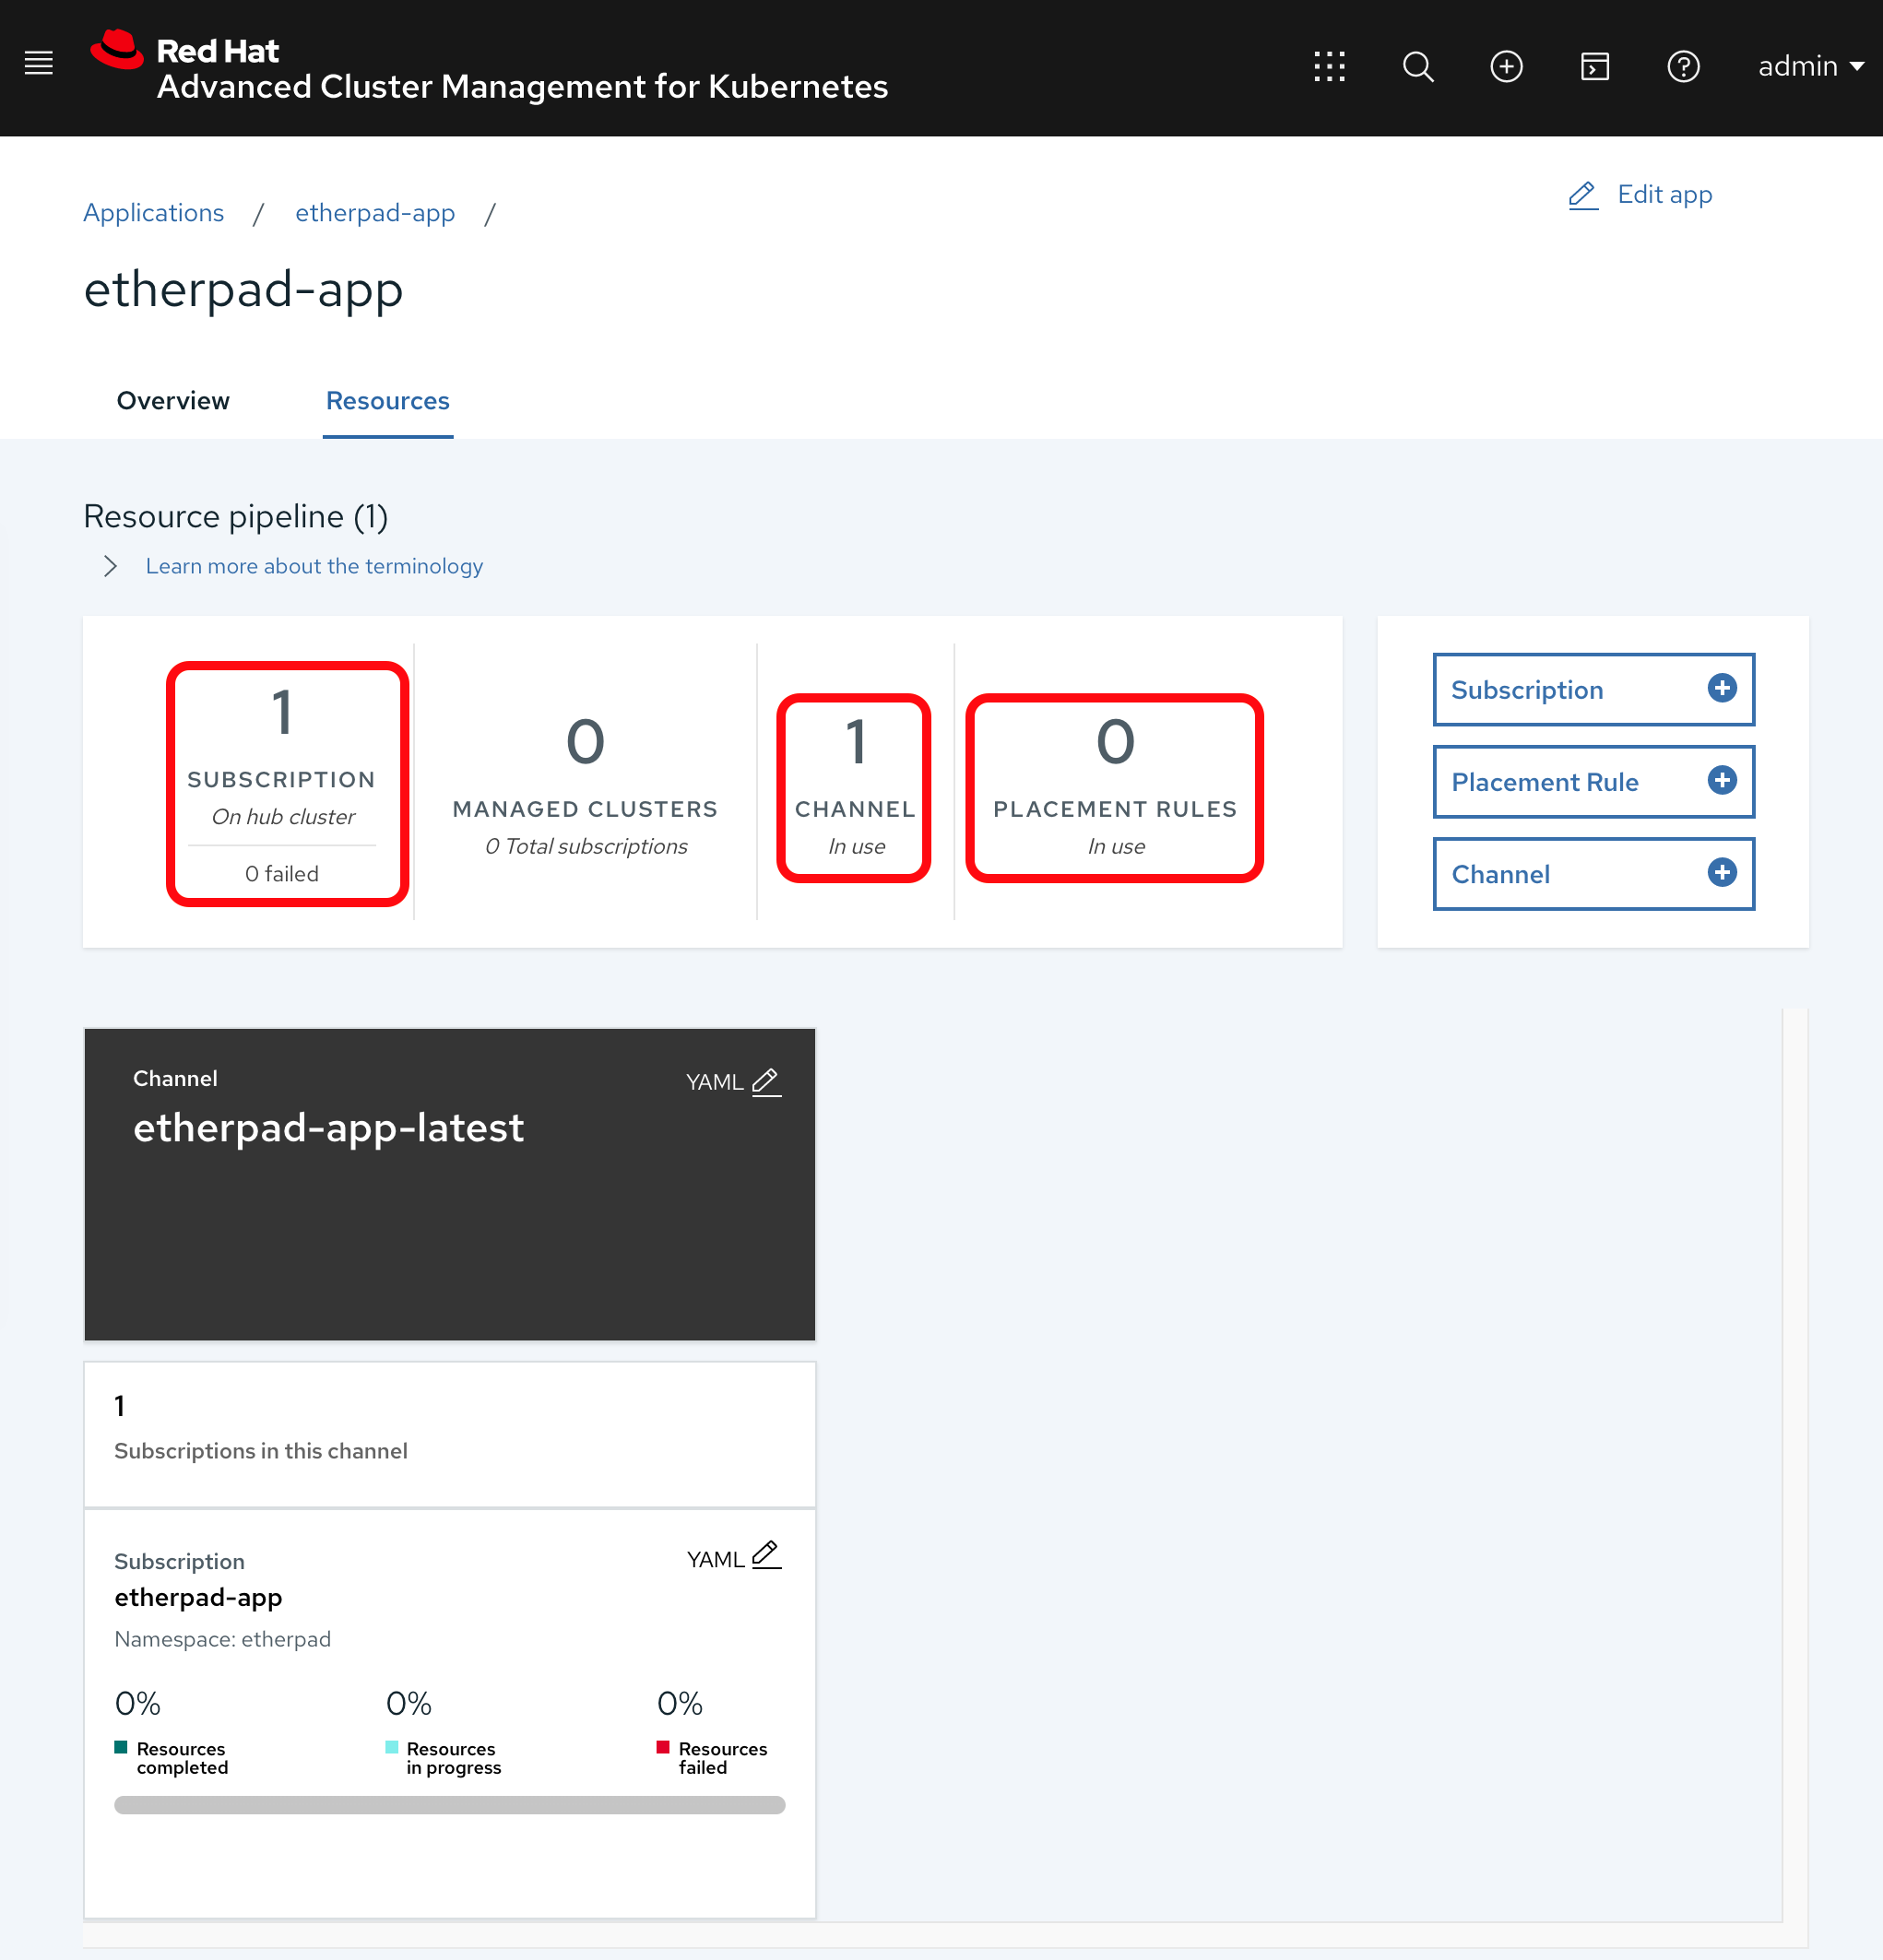 Red Hat
Advanced Cluster Management for Kubernetes
admin
Applications / etherpad-app /
Edit app
etherpad-app
Overview Resources
Resource pipeline (1)
Learn more about the terminology
1
SUBSCRIPTION
On hub cluster
0 failed
0
MANAGED CLUSTERS
0 Total subscriptions
1
CHANNEL
In use
0
PLACEMENT RULES
In use
Subscription
Placement Rule
Channel
Channel
YAML
etherpad-app-latest
1
Subscriptions in this channel
Subscription
YAML
etherpad-app
Namespace: etherpad
0%
Resources
completed
0%
Resources
in progress
0%
Resources
failed